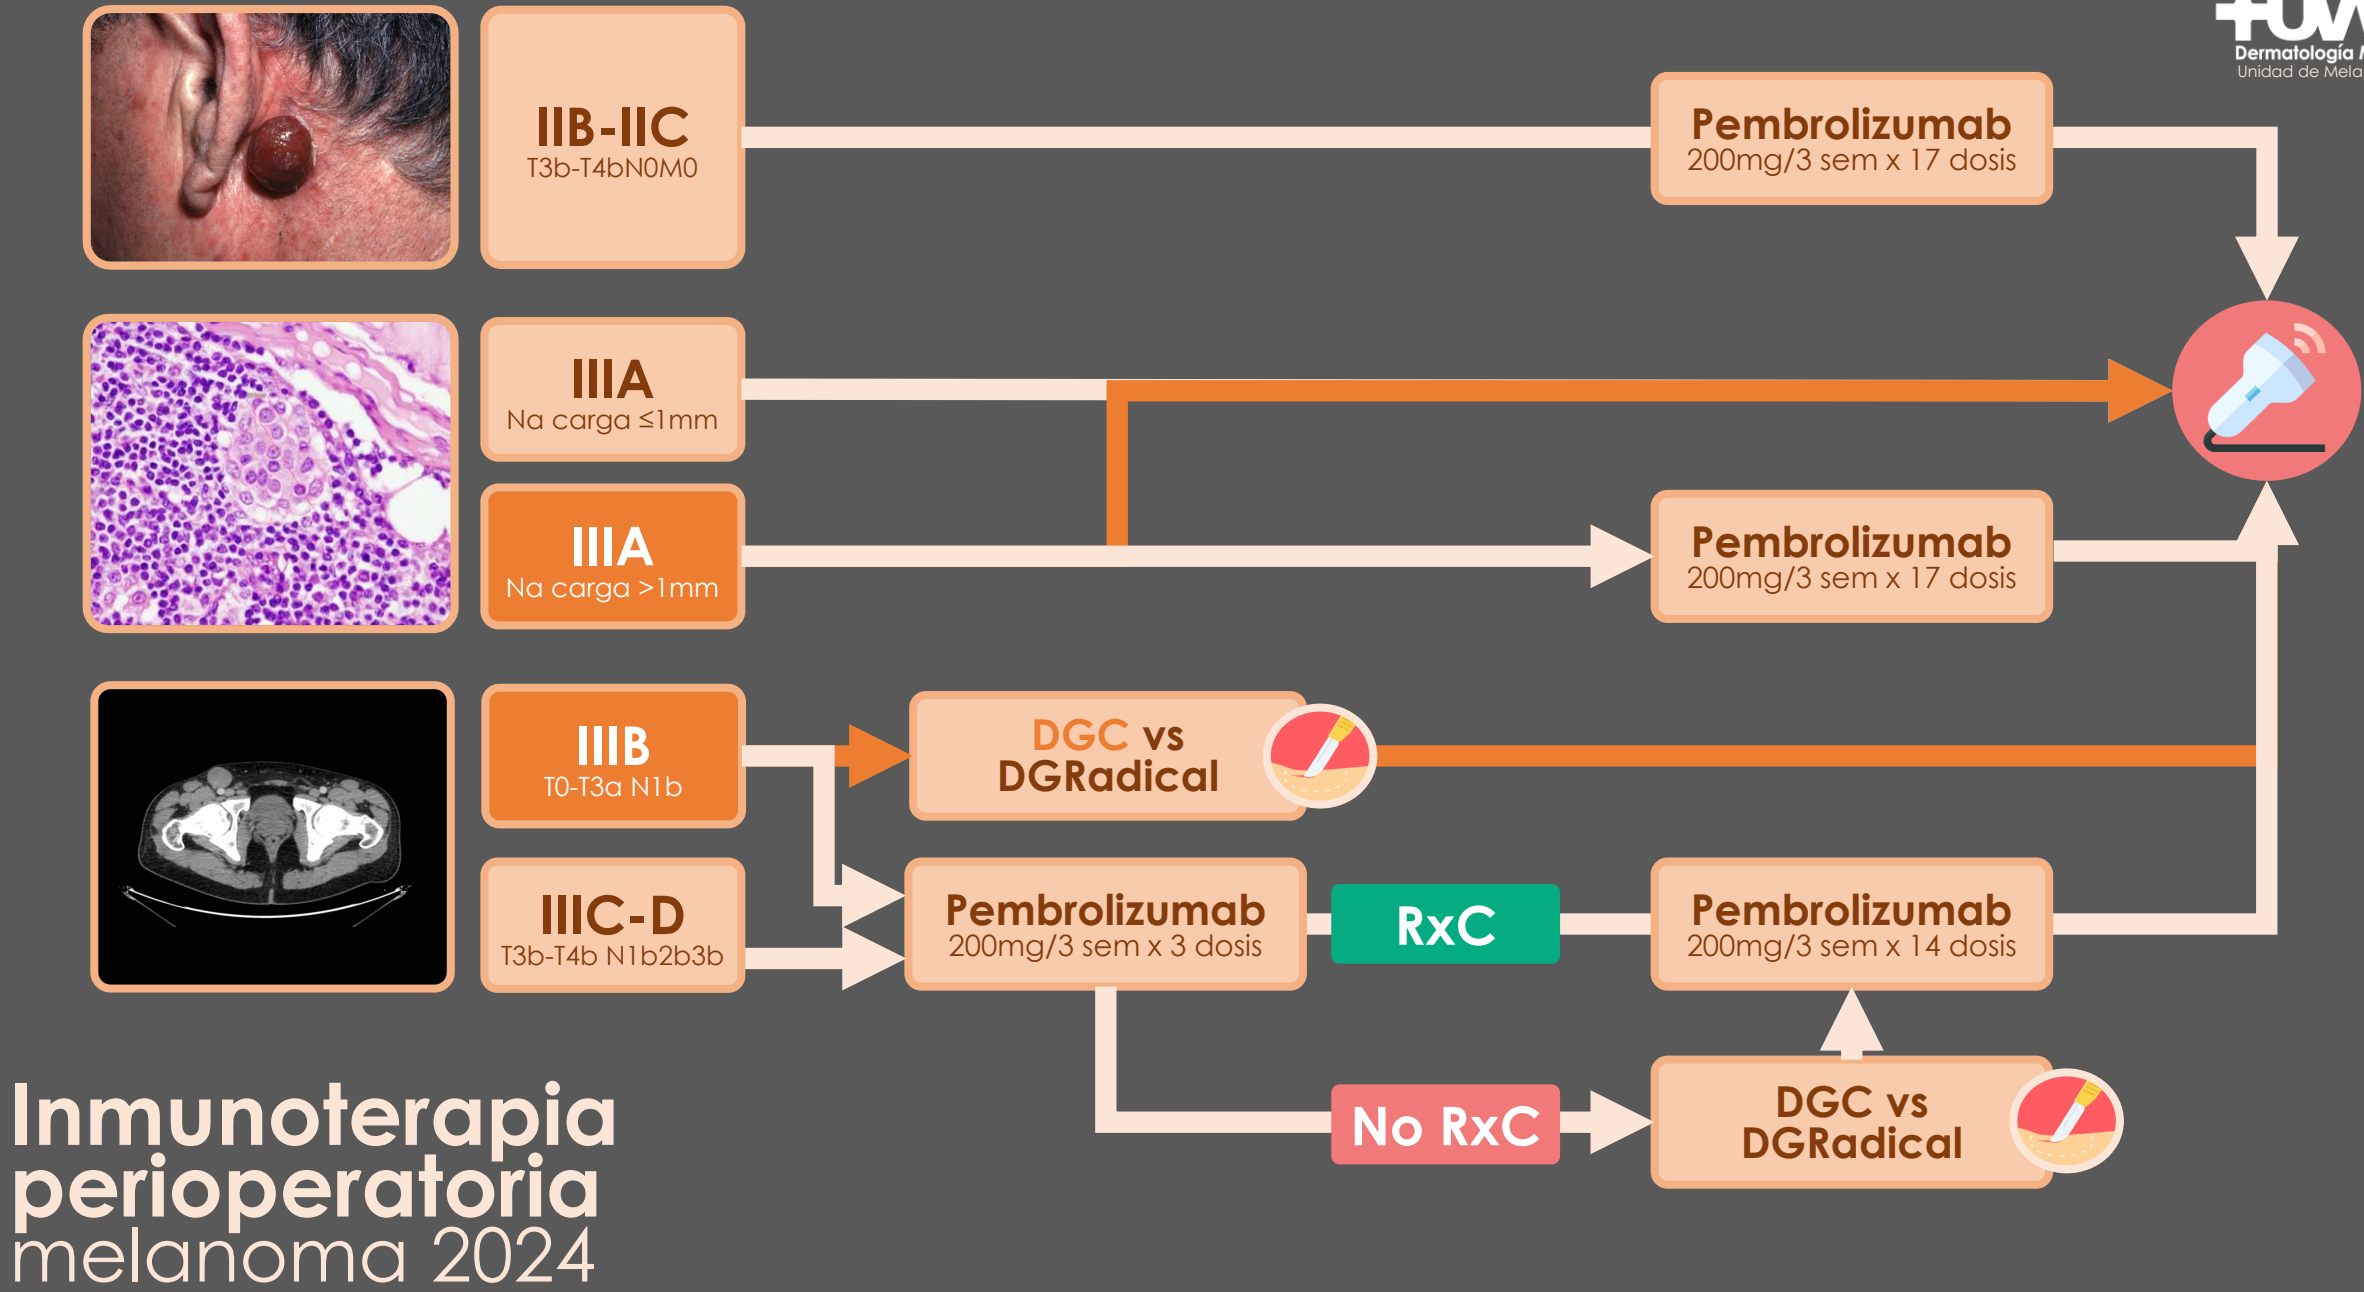 Dermatología
Unidad de
IIB-IIC
T3b-T4bN0M0
Pembrolizumab
200mg/3 sem x 17 dosis
IIIA
Na carga ≤1mm
IIIA
Na carga >1mm
Pembrolizumab
200mg/3 sem x 17 dosis
IIIB
T0-T3a N1b
DGC vs
DGRadical
IIIC-D
T3b-T4b N1b2b3b
Pembrolizumab
200mg/3 sem x 3 dosis
RxC
Pembrolizumab
200mg/3 sem x 14 dosis
No RxC
DGC vs
DGRadical
Inmunoterapia
perioperatoria
melanoma 2024